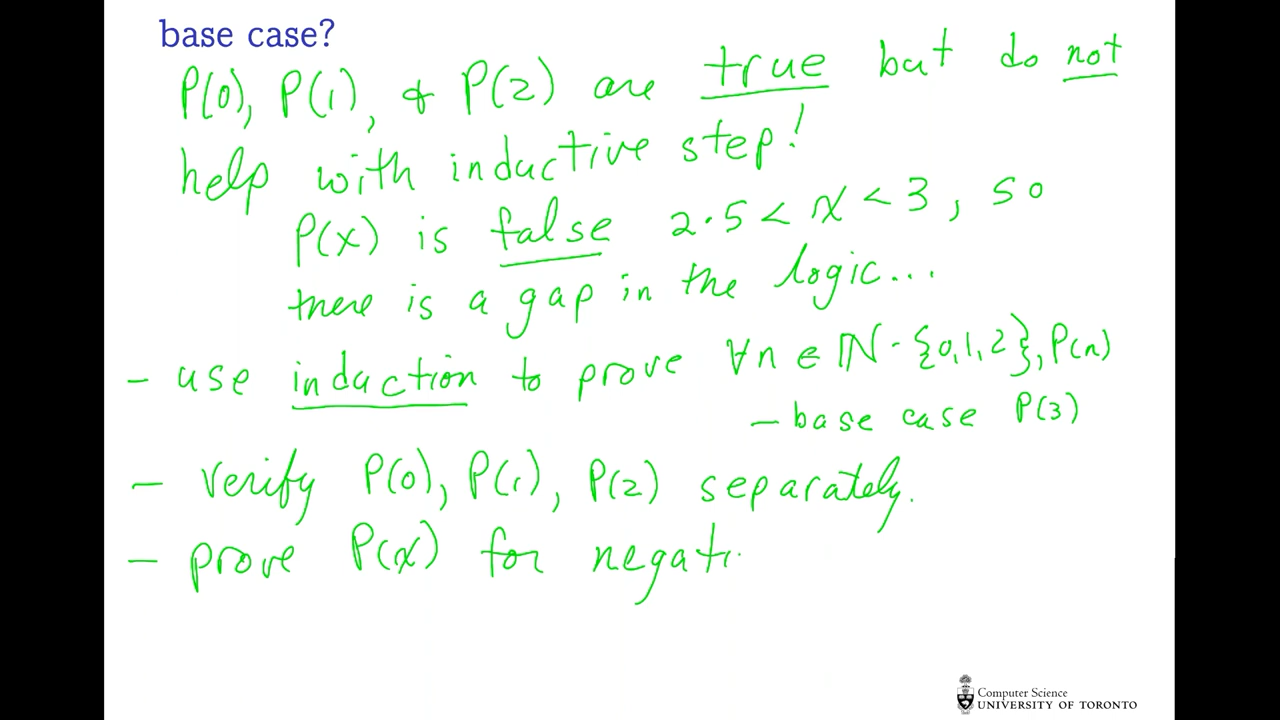 base case?
P(0), P(1), & P(2) are true but do not
help with inductive step!
P(x) is false 2.5 < x < 3, so
there is a gap in the logic...
- use induction to prove ∀n ∈ ℕ - {0,1,2}, P(n)
- base case P(3)
- verify P(0), P(1), P(2) separately.
- prove P(x) for negati
Computer Science
UNIVERSITY OF TORONTO